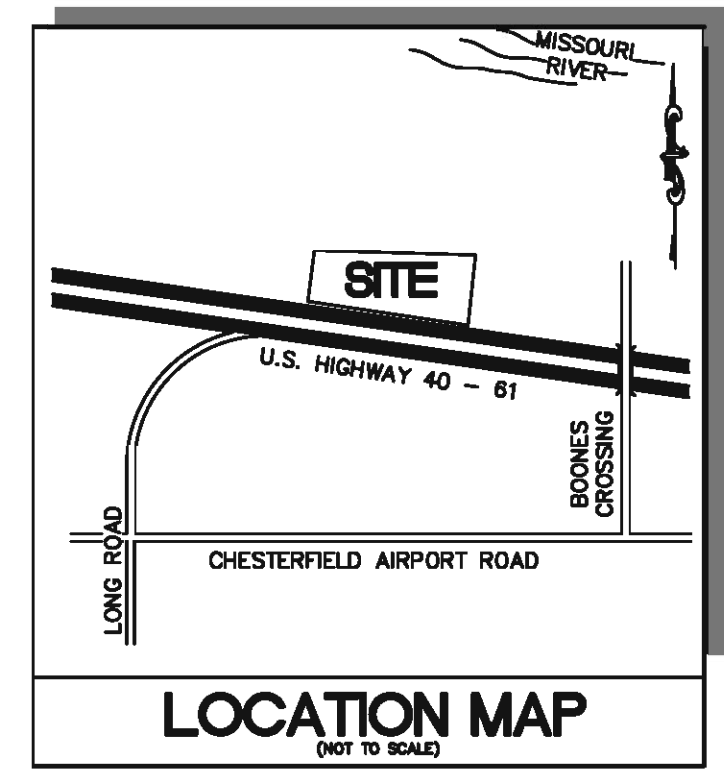 MISSOURI
RIVER
SITE
U.S. HIGHWAY 40 - 61
BOONES
CROSSING
LONG ROAD
CHESTERFIELD AIRPORT ROAD
LOCATION MAP
(NOT TO SCALE)